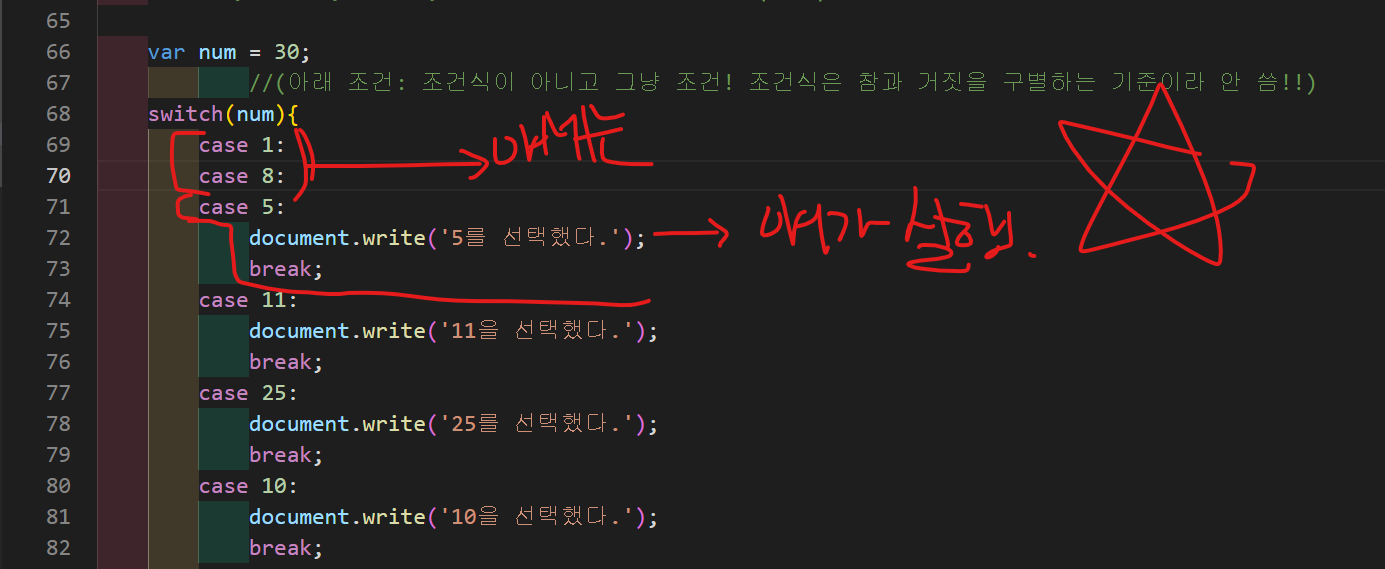 65
66 var num = 30;
67 //(아래 조건: 조건식이 아니고 그냥 조건! 조건식은 참과 거짓을 구별하는 기준이라 안 씀!!)
68 switch(num){
69 case 1:
70 case 8:
71 case 5:
72 document.write('5를 선택했다.'); 여기가 실행됨.
73 break;
74 case 11:
75 document.write('11을 선택했다.');
76 break;
77 case 25:
78 document.write('25를 선택했다.');
79 break;
80 case 10:
81 document.write('10을 선택했다.');
82 break;